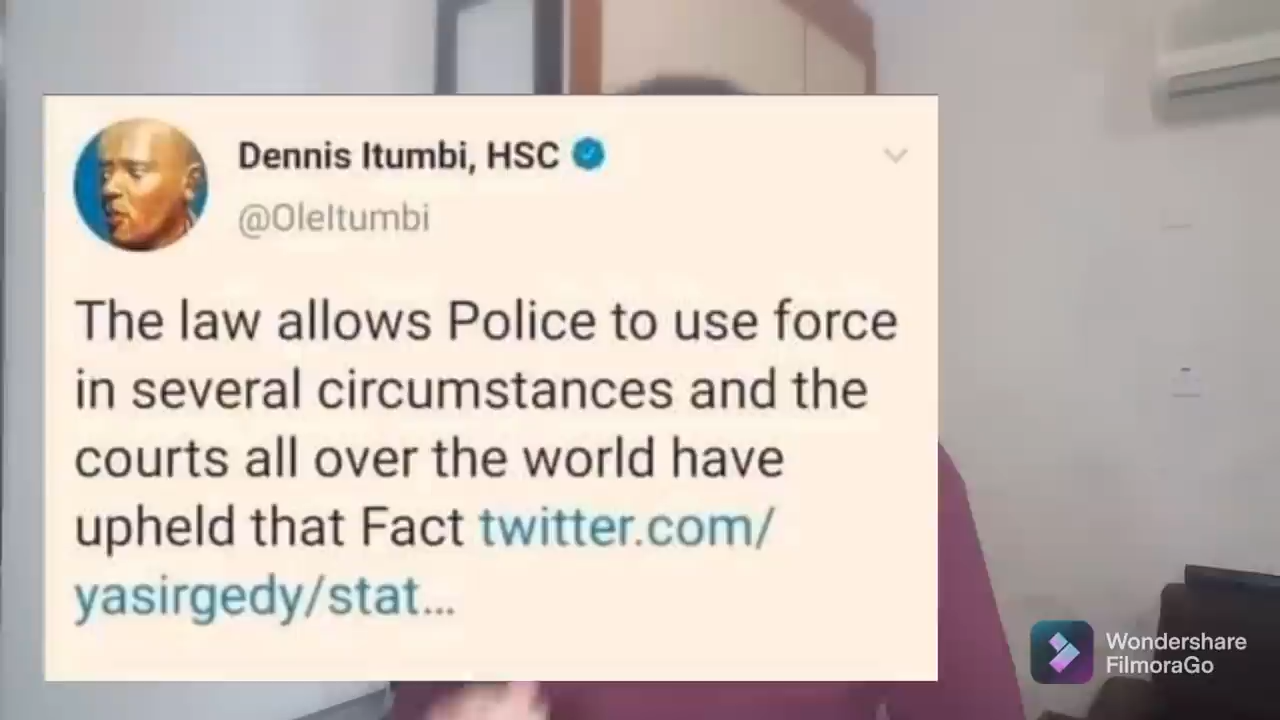 Dennis Itumbi, HSC
@OleItumbi
The law allows Police to use force
in several circumstances and the
courts all over the world have
upheld that Fact twitter.com/
yasirgedy/stat...
Wondershare
FilmoraGo